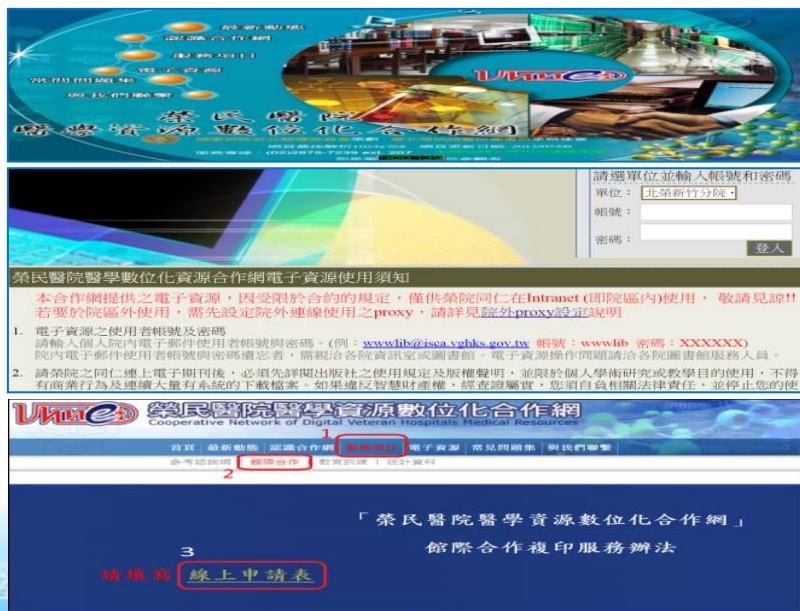 最新動態
認識合作網
服務項目
電子資源
常問問題集
與我們聯繫
榮民醫院
醫學資源數位化合作網
請選單位並輸入帳號和密碼
單位： 北榮新竹分院
帳號：
密碼：
登入
榮民醫院醫學數位化資源合作網電子資源使用須知
本合作網提供之電子資源，因受限於合約的規定，僅供榮院同仁在Intranet (即院區內)使用， 敬請見諒!!
若要於院區外使用，需先設定院外連線使用之proxy，請詳見院外proxy設定說明
1. 電子資源之使用者帳號及密碼
請輸入個人院內電子郵件使用者帳號與密碼。(例：wwwlib@isca.vghks.gov.tw 帳號：wwwlib 密碼：XXXXXX)
院內電子郵件使用者帳號與密碼遺忘者，需親洽各院資訊室或圖書館。電子資源操作問題請洽各院圖書館服務人員。
2. 請榮院之同仁連上電子期刊後，必須先詳閱出版社之使用規定及版權聲明，並限於個人學術研究或教學目的使用，不得
有商業行為及連續大量有系統的下載檔案。如果違反智慧財產權，經查證屬實，您須自負相關法律責任，並停止您的使
榮民醫院醫學資源數位化合作網
Cooperative Network of Digital Veteran Hospitals Medical Resources
1
首頁 | 最新動態 | 認識合作網 | 服務項目 | 電子資源 | 常見問題集 | 與我們聯繫
參考諮詢網 | 館際合作 | 教育訓練 | 統計資料
2
「榮民醫院醫學資源數位化合作網」
館際合作複印服務辦法
3
請填寫 線上申請表